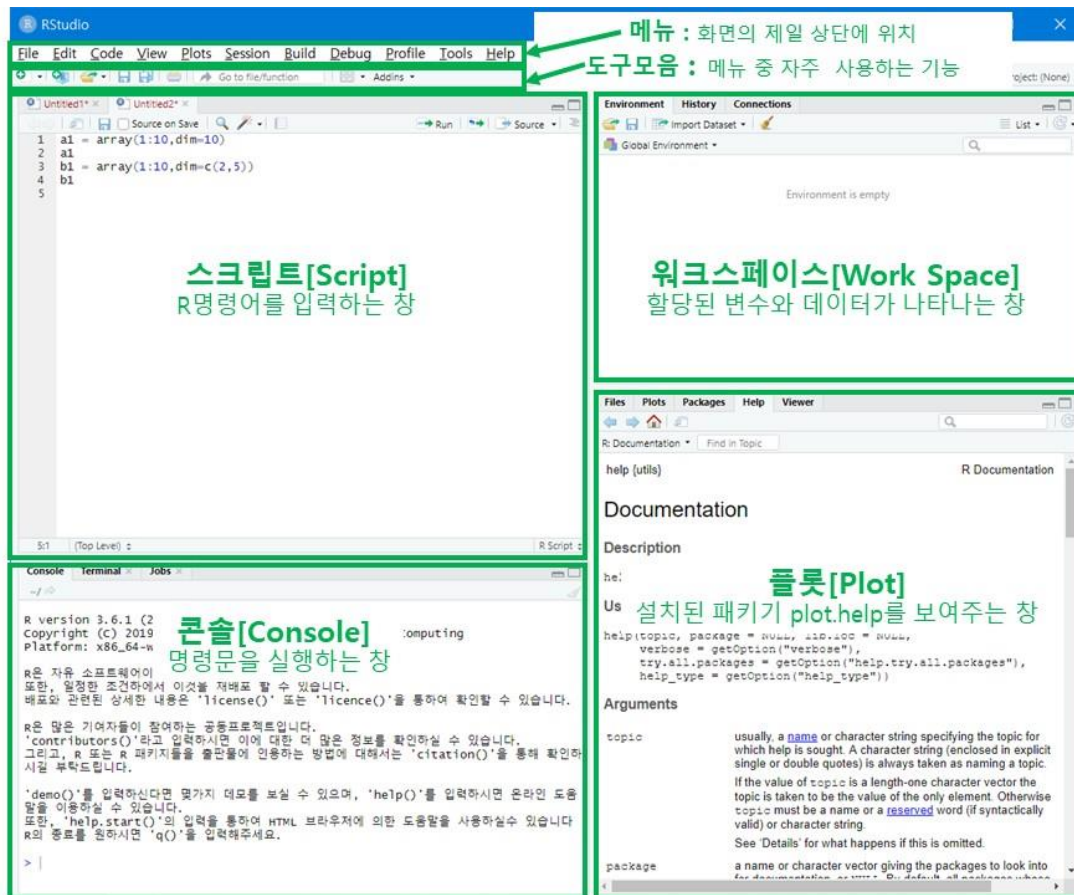 RStudio
메뉴 : 화면의 제일 상단에 위치
File Edit Code View Plots Session Build Debug Profile Tools Help
도구모음 : 메뉴 중 자주 사용하는 기능
Go to file/function Addins
roject: (None)
Untitled1* Untitled2*
Source on Save Run Source
1 a1 = array(1:10,dim=10)
2 a1
3 b1 = array(1:10,dim=c(2,5))
4 b1
5
스크립트[Script]
R명령어를 입력하는 창
5:1 (Top Level) R Script
Environment History Connections
Import Dataset List
Global Environment
Environment is empty
워크스페이스[Work Space]
할당된 변수와 데이터가 나타나는 창
Console Terminal Jobs
~/
R version 3.6.1 (2
Copyright (C) 2019 :omputing
Platform: x86_64-w
콘솔[Console]
명령문을 실행하는 창
R은 자유 소프트웨어이
또한, 일정한 조건하에서 이것을 재배포 할 수 있습니다.
배포와 관련된 상세한 내용은 'license()' 또는 'licence()'을 통하여 확인할 수 있습니다.
R은 많은 기여자들이 참여하는 공동프로젝트입니다.
'contributors()'라고 입력하시면 이에 대한 더 많은 정보를 확인하실 수 있습니다.
그리고, R 또는 R 패키지들을 출판물에 인용하는 방법에 대해서는 'citation()'을 통해 확인하
시길 부탁드립니다.
'demo()'를 입력하신다면 몇가지 데모를 보실 수 있으며, 'help()'를 입력하시면 온라인 도움
말을 이용하실 수 있습니다.
또한, 'help.start()'의 입력을 통하여 HTML 브라우저에 의한 도움말을 사용하실수 있습니다
R의 종료를 원하시면 'q()'을 입력해주세요.
>
Files Plots Packages Help Viewer
R: Documentation Find in Topic
help {utils} R Documentation
Documentation
Description
he
플롯[Plot]
Us
설치된 패키기 plot.help를 보여주는 창
help(topic, package = NULL, lib.loc = NULL,
verbose = getOption("verbose"),
try.all.packages = getOption("help.try.all.packages"),
help_type = getOption("help_type"))
Arguments
topic usually, a name or character string specifying the topic for
which help is sought. A character string (enclosed in explicit
single or double quotes) is always taken as naming a topic.
If the value of topic is a length-one character vector the
topic is taken to be the value of the only element. Otherwise
topic must be a name or a reserved word (if syntactically
valid) or character string.
See 'Details' for what happens if this is omitted.
package a name or character vector giving the packages to look into
for documentation, or By default, all packages whose